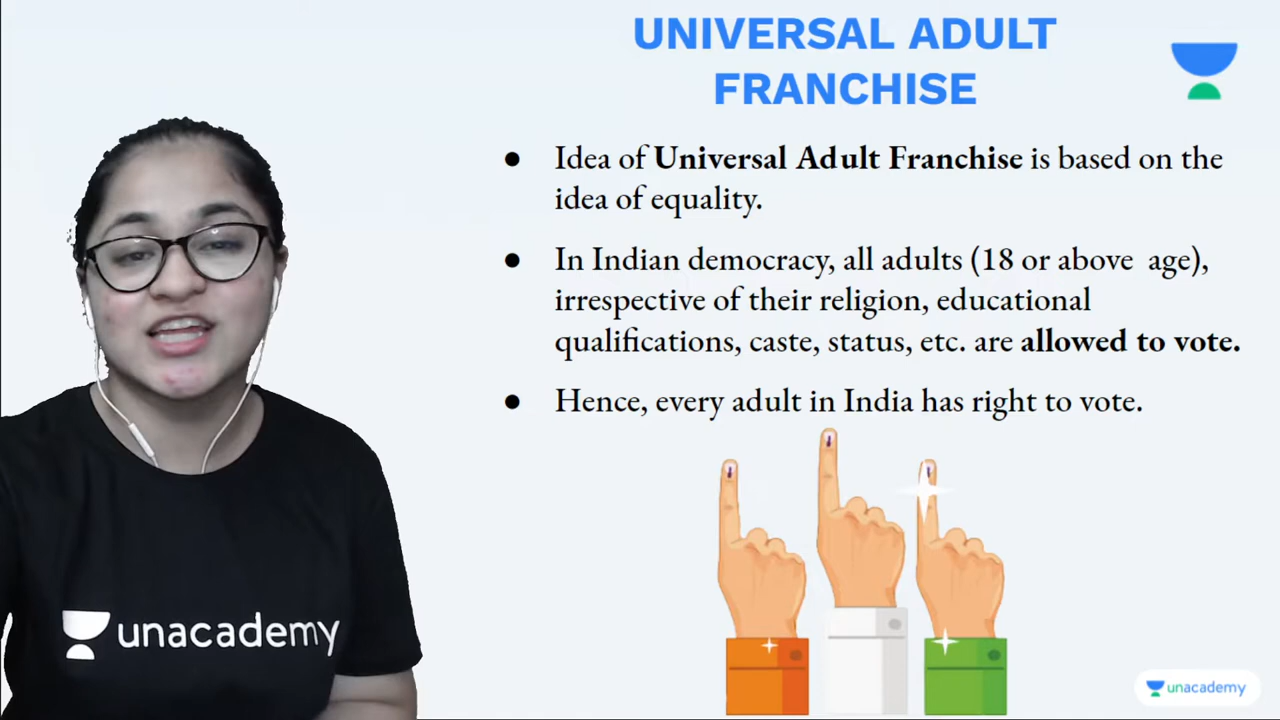 UNIVERSAL ADULT
FRANCHISE
● Idea of Universal Adult Franchise is based on the
idea of equality.
● In Indian democracy, all adults (18 or above age),
irrespective of their religion, educational
qualifications, caste, status, etc. are allowed to vote.
● Hence, every adult in India has right to vote.
unacademy
unacademy